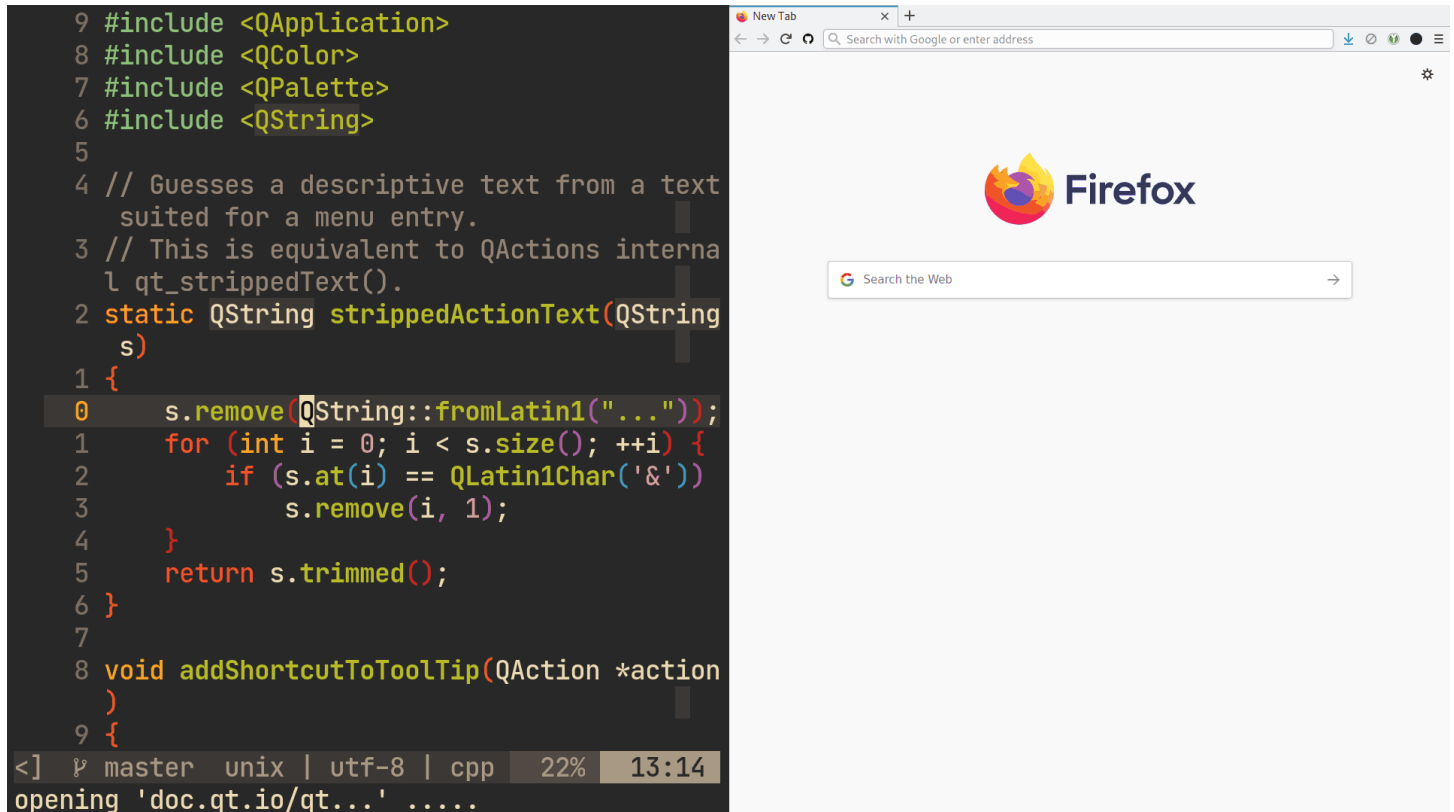 9 #include <QApplication>
8 #include <QColor>
7 #include <QPalette>
6 #include <QString>
5
4 // Guesses a descriptive text from a text
suited for a menu entry.
3 // This is equivalent to QActions interna
l qt_strippedText().
2 static QString strippedActionText(QString
s)
1 {
0 s.remove(QString::fromLatin1("..."));
1 for (int i = 0; i < s.size(); ++i) {
2 if (s.at(i) == QLatin1Char('&'))
3 s.remove(i, 1);
4 }
5 return s.trimmed();
6 }
7
8 void addShortcutToToolTip(QAction *action
)
9 {
<] master unix | utf-8 | cpp 22% 13:14
opening 'doc.qt.io/qt...' .....
New Tab
Search with Google or enter address
Firefox
Search the Web